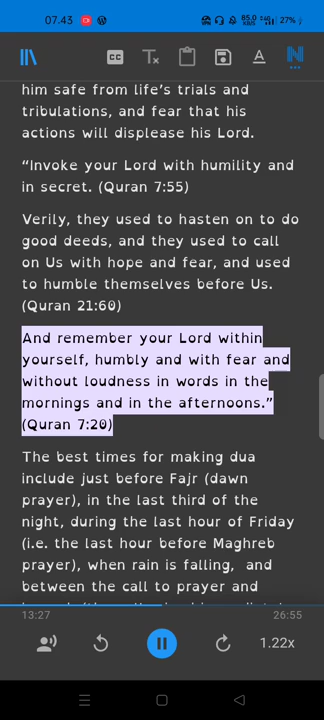 07.43
85.0
27%
CC
him safe from life’s trials and
tribulations, and fear that his
actions will displease his Lord.
“Invoke your Lord with humility and
in secret. (Quran 7:55)
Verily, they used to hasten on to do
good deeds, and they used to call
on Us with hope and fear, and used
to humble themselves before Us.
(Quran 21:60)
And remember your Lord within
yourself, humbly and with fear and
without loudness in words in the
mornings and in the afternoons.”
(Quran 7:20)
The best times for making dua
include just before Fajr (dawn
prayer), in the last third of the
night, during the last hour of Friday
(i.e. the last hour before Maghreb
prayer), when rain is falling, and
between the call to prayer and
13:27
26:55
1.22x